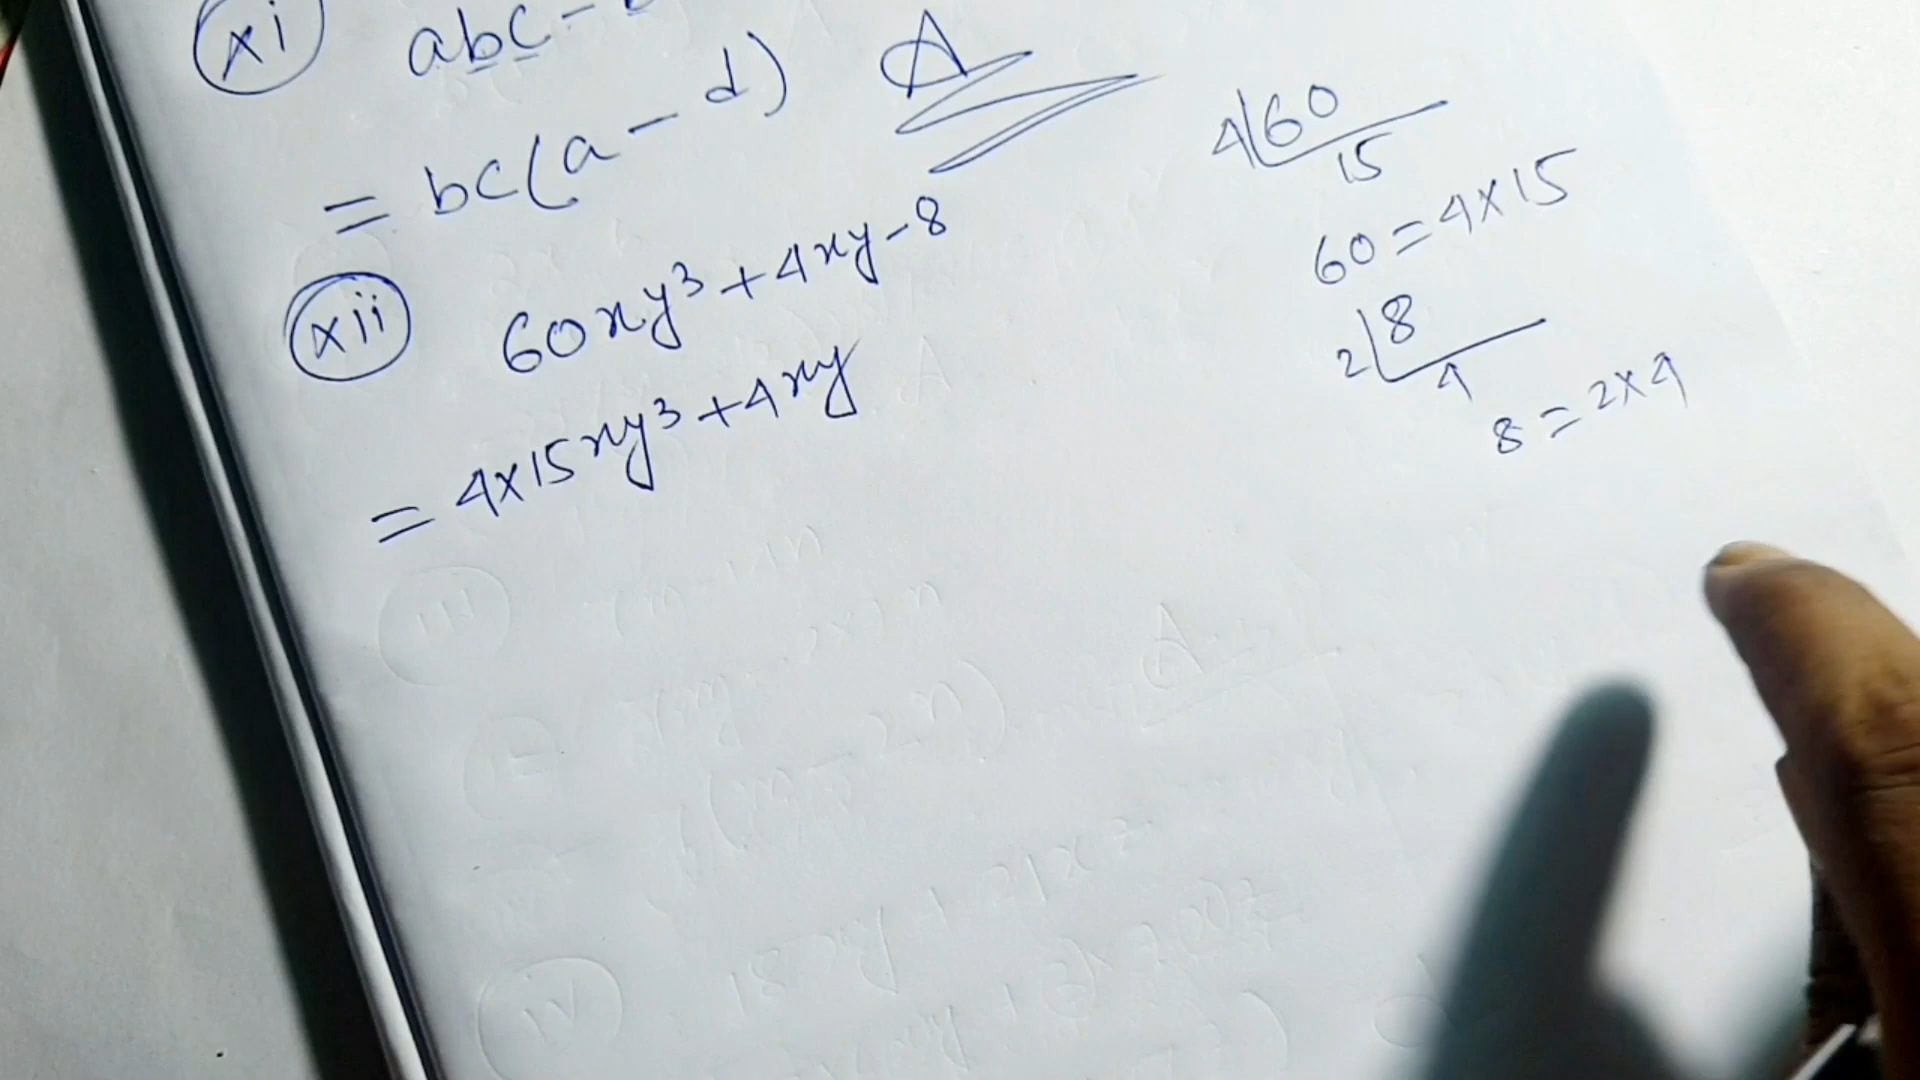 xi abc -
= bc(a - d) A
xii 60xy³ + 4xy - 8
= 4x15xy³ + 4xy
4 60
15
60 = 4x15
2 8
4
8 = 2x4